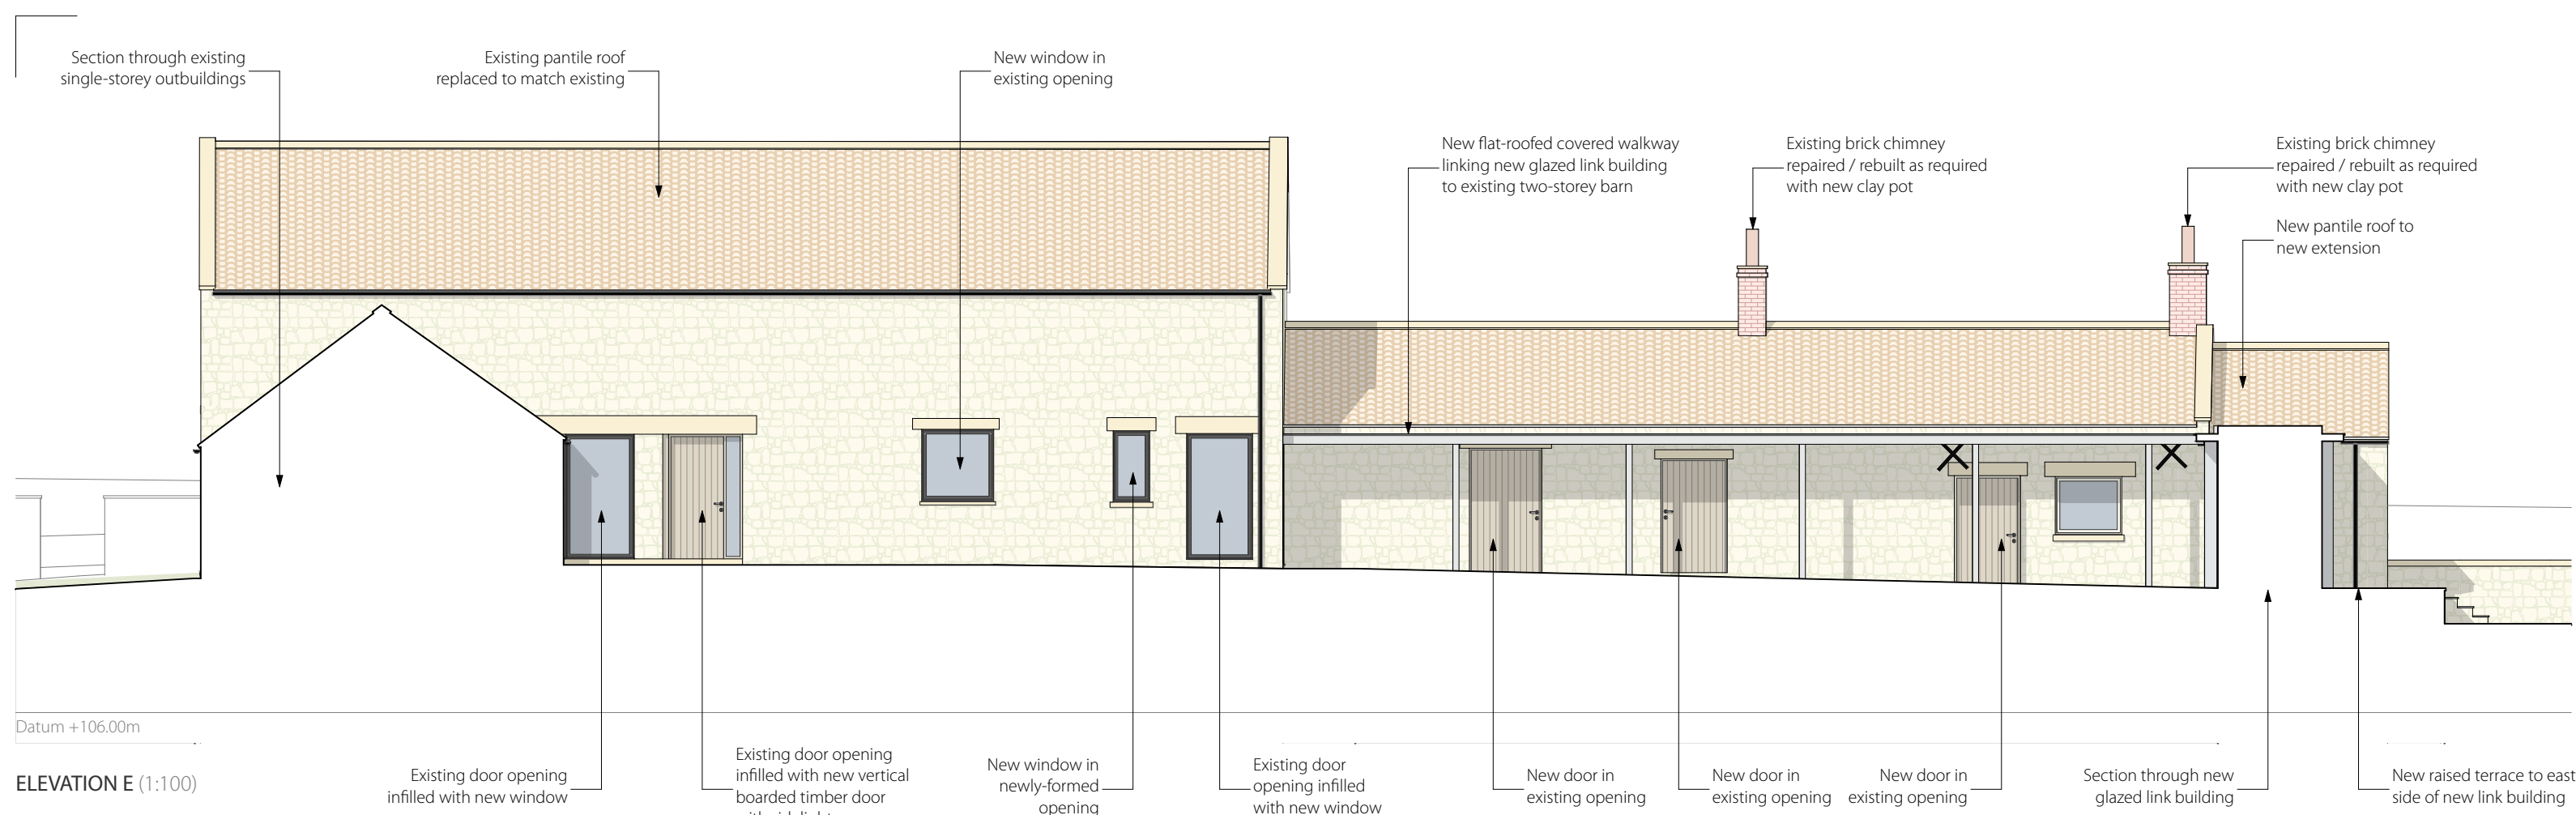 Section through existing
single-storey outbuildings
Existing pantile roof
replaced to match existing
New window in
existing opening
New flat-roofed covered walkway
linking new glazed link building
to existing two-storey barn
Existing brick chimney
repaired / rebuilt as required
with new clay pot
Existing brick chimney
repaired / rebuilt as required
with new clay pot
New pantile roof to
new extension
Datum +106.00m
ELEVATION E (1:100)
Existing door opening
infilled with new window
Existing door opening
infilled with new vertical
boarded timber door
New window in
newly-formed
opening
Existing door
opening infilled
with new window
New door in
existing opening
New door in
existing opening
New door in
existing opening
Section through new
glazed link building
New raised terrace to east
side of new link building